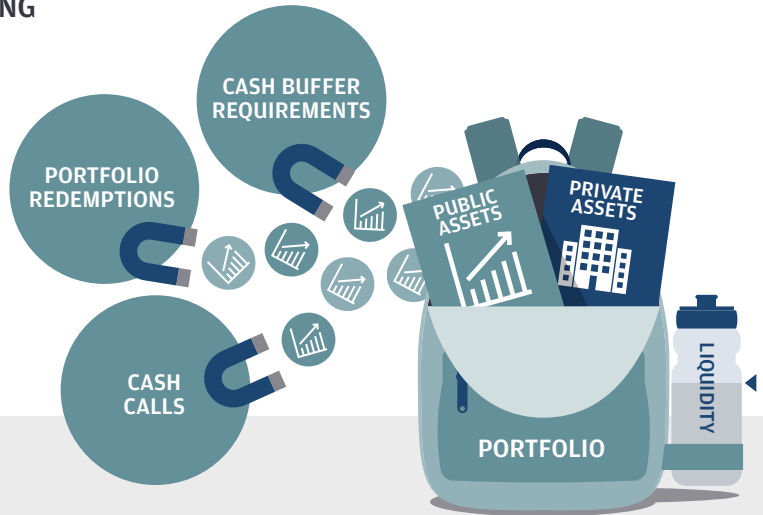 NG
CASH BUFFER
REQUIREMENTS
PORTFOLIO
REDEMPTIONS
CASH
CALLS
PUBLIC
ASSETS
PRIVATE
ASSETS
LIQUIDITY
PORTFOLIO